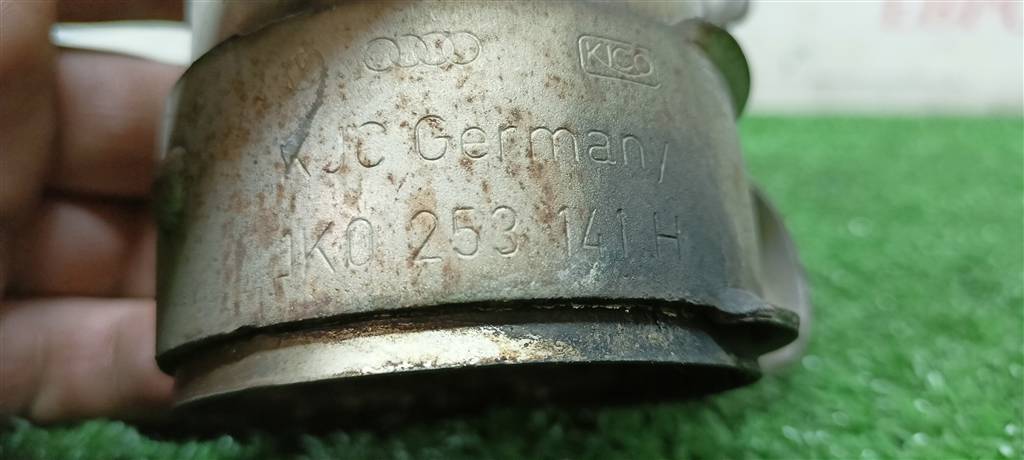 KICO
KJC Germany
1K0 253 141 H